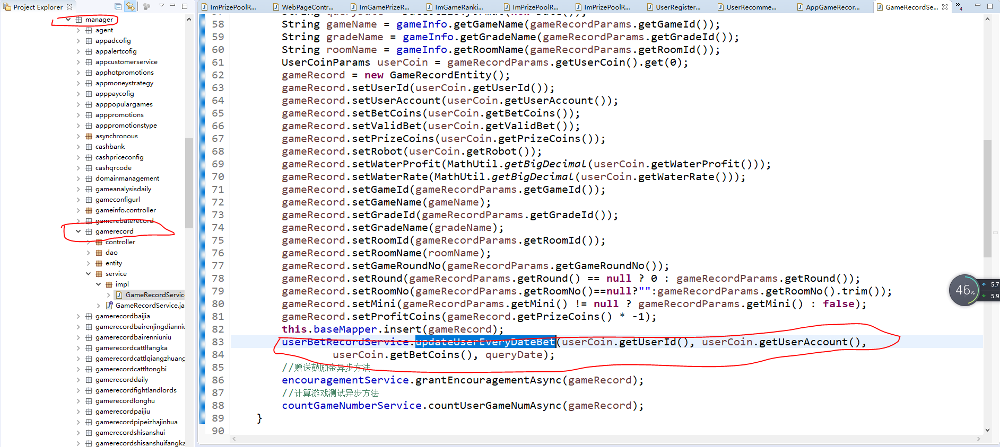 Project Explorer
manager
agent
appadcofig
appalertcofig
appcustomerservice
apphotpromotions
appmoneystrategy
apppaycofig
apppopulargames
apppromotions
apppromotionstype
asynchronous
cashbank
cashpriceconfig
cashqrcode
domainmanagement
gameanalysisdaily
gameconfigurl
gameinfo.controller
gamerebaterecord
gamerecord
controller
dao
entity
service
impl
GameRecordServic
GameRecordService.ja
gamerecordbaijia
gamerecordbairenjingdianniu
gamerecordbairenniuniu
gamerecordcattlfangka
gamerecordcattlqiangzhuang
gamerecordcattltongbi
gamerecorddaily
gamerecordfightlandlords
gamerecordlonghu
gamerecordpaijiu
gamerecordpipeizhajinhua
gamerecordshisanshui
gamerecordshisanshuifangka
ImPrizePoolR... WebPageContr... ImGamePrizeR... ImGameRanki... ImPrizePoolR... ImPrizePoolR... UserRegister... UserRecomme... AppGameRecor... GameRecordSe... »4
58 String gameName = gameInfo.getGameName(gameRecordParams.getGameId());
59 String gradeName = gameInfo.getGradeName(gameRecordParams.getGradeId());
60 String roomName = gameInfo.getRoomName(gameRecordParams.getRoomId());
61 UserCoinParams userCoin = gameRecordParams.getUserCoin().get(0);
62 gameRecord = new GameRecordEntity();
63 gameRecord.setUserId(userCoin.getUserId());
64 gameRecord.setUserAccount(userCoin.getUserAccount());
65 gameRecord.setBetCoins(userCoin.getBetCoins());
66 gameRecord.setValidBet(userCoin.getValidBet());
67 gameRecord.setPrizeCoins(userCoin.getPrizeCoins());
68 gameRecord.setRobot(userCoin.getRobot());
69 gameRecord.setWaterProfit(MathUtil.getBigDecimal(userCoin.getWaterProfit()));
70 gameRecord.setWaterRate(MathUtil.getBigDecimal(userCoin.getWaterRate()));
71 gameRecord.setGameId(gameRecordParams.getGameId());
72 gameRecord.setGameName(gameName);
73 gameRecord.setGradeId(gameRecordParams.getGradeId());
74 gameRecord.setGradeName(gradeName);
75 gameRecord.setRoomId(gameRecordParams.getRoomId());
76 gameRecord.setRoomName(roomName);
77 gameRecord.setGameRoundNo(gameRecordParams.getGameRoundNo());
78 gameRecord.setRound(gameRecordParams.getRound() == null ? 0 : gameRecordParams.getRound());
79 gameRecord.setRoomNo(gameRecordParams.getRoomNo()==null?"":gameRecordParams.getRoomNo().trim());
80 gameRecord.setMini(gameRecordParams.getMini() != null ? gameRecordParams.getMini() : false);
81 gameRecord.setProfitCoins(gameRecord.getPrizeCoins() * -1);
82 this.baseMapper.insert(gameRecord);
83 userBetRecordService.updateUserEveryDateBet(userCoin.getUserId(), userCoin.getUserAccount(),
84 userCoin.getBetCoins(), queryDate);
85 //赠送鼓励金异步方法
86 encouragementService.grantEncouragementAsync(gameRecord);
87 //计算游戏测试异步方法
88 countGameNumberService.countUserGameNumAsync(gameRecord);
89 }
90
46%
5.7
5.9